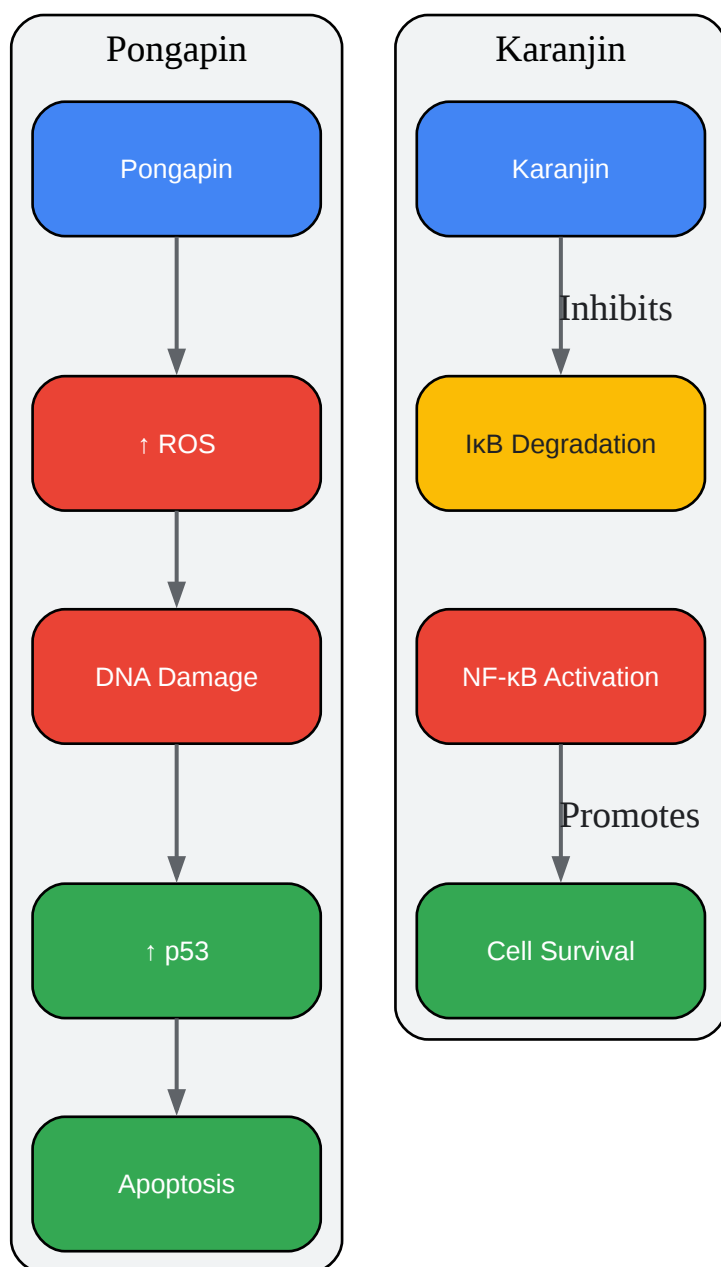 Pongapin
Pongapin
↑ ROS
DNA Damage
↑ p53
Apoptosis
Karanjin
Karanjin
Inhibits
IκB Degradation
NF-κB Activation
Promotes
Cell Survival